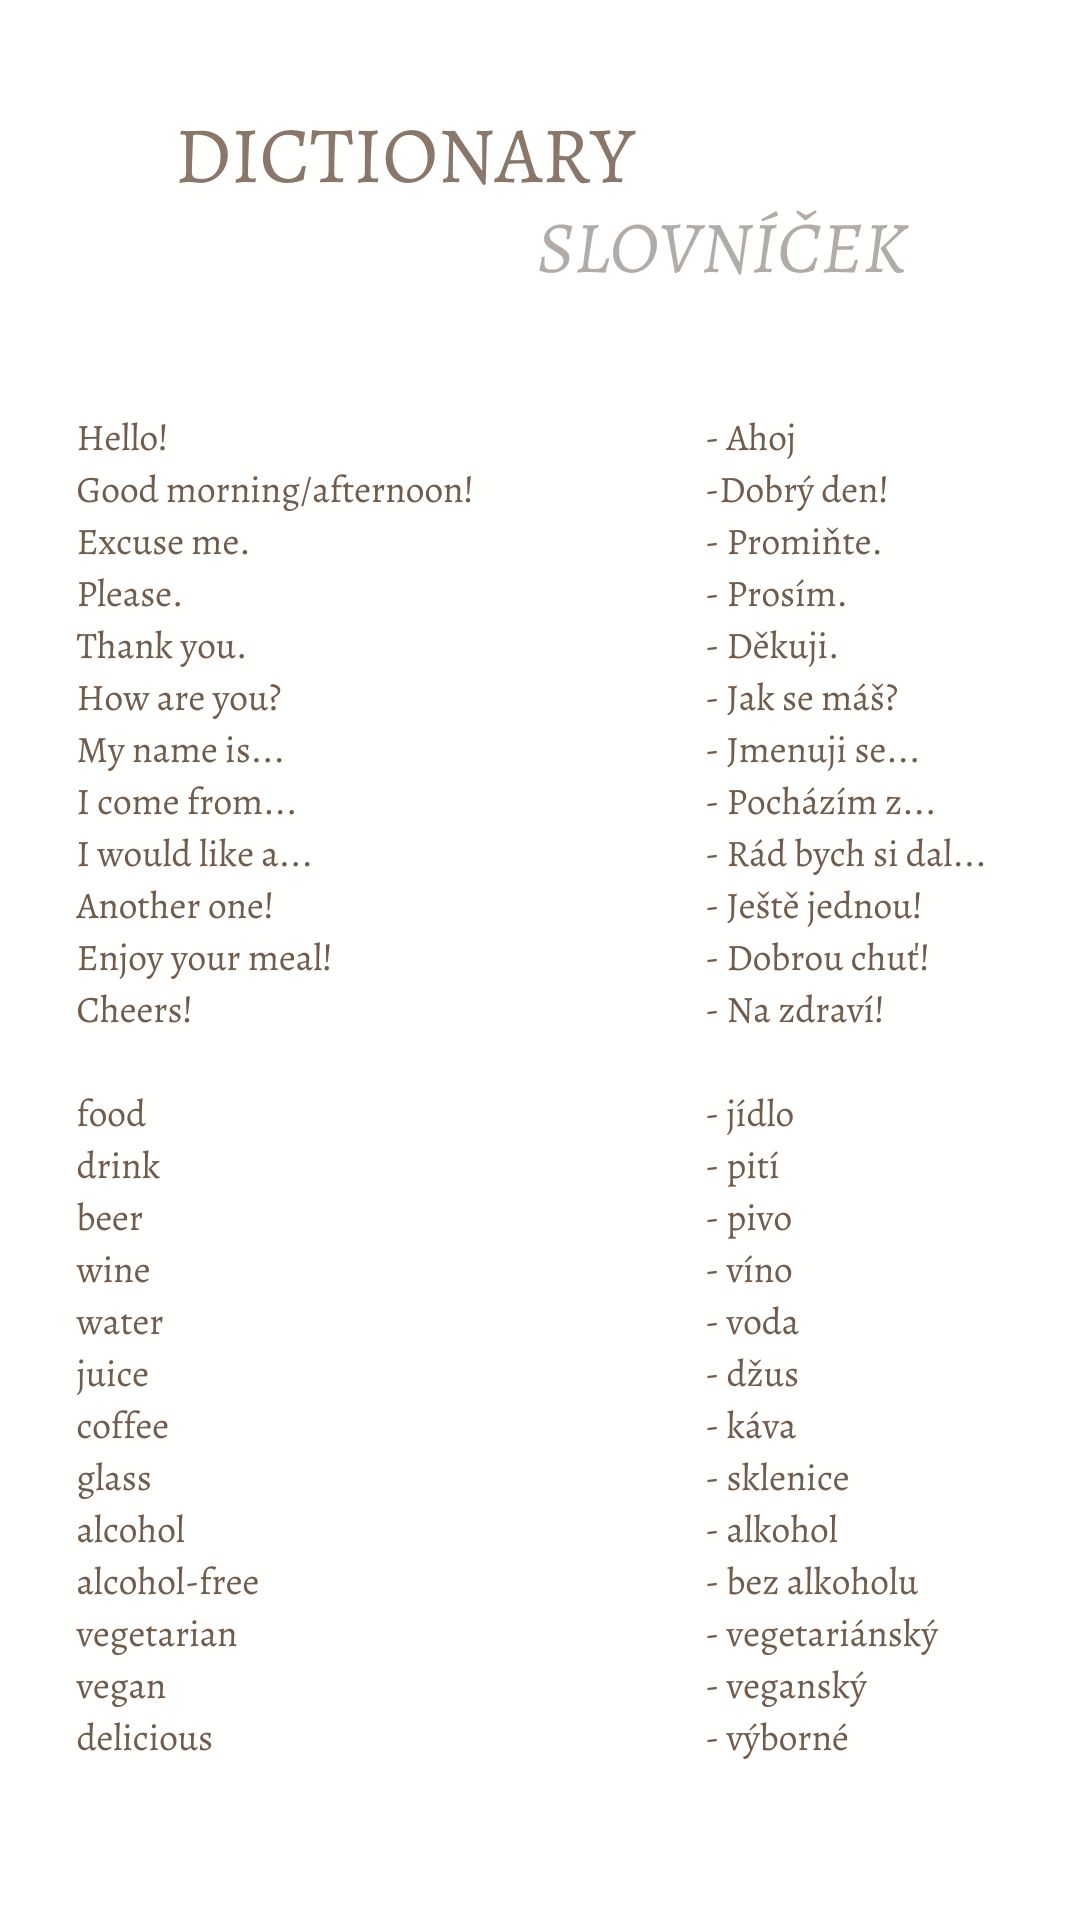 DICTIONARY
SLOVNÍČEK
Hello! - Ahoj
Good morning/afternoon! -Dobrý den!
Excuse me. - Promiňte.
Please. - Prosím.
Thank you. - Děkuji.
How are you? - Jak se máš?
My name is... - Jmenuji se...
I come from... - Pocházím z...
I would like a... - Rád bych si dal...
Another one! - Ještě jednou!
Enjoy your meal! - Dobrou chuť!
Cheers! - Na zdraví!
food - jídlo
drink - pití
beer - pivo
wine - víno
water - voda
juice - džus
coffee - káva
glass - sklenice
alcohol - alkohol
alcohol-free - bez alkoholu
vegetarian - vegetariánský
vegan - veganský
delicious - výborné